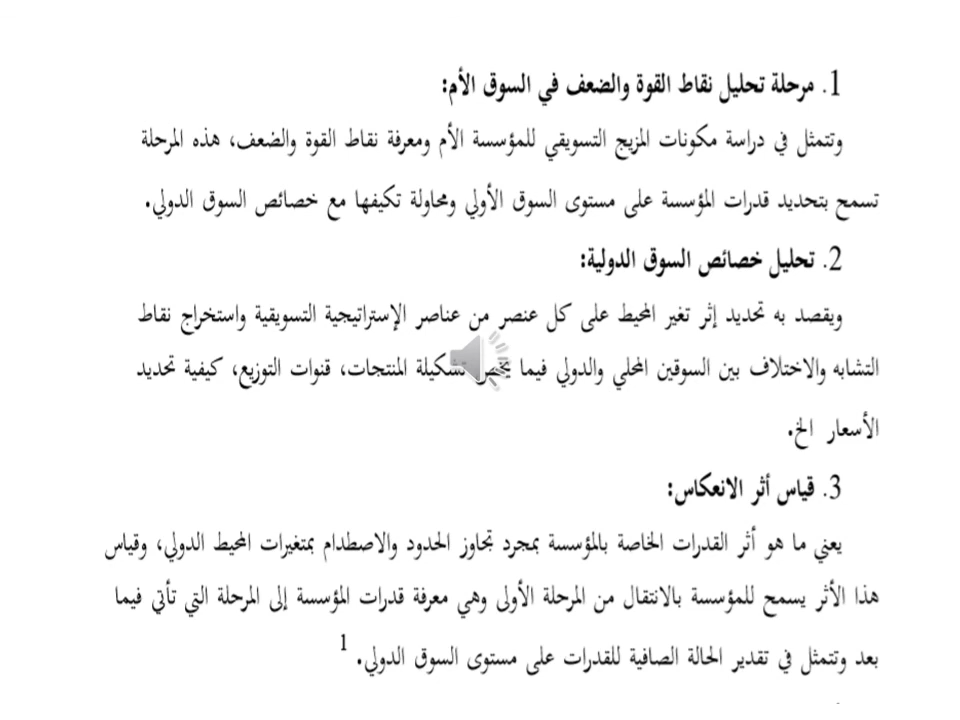 1. مرحلة تحليل نقاط القوة والضعف في السوق الأم:
وتتمثل في دراسة مكونات المزيج التسويقي للمؤسسة الأم ومعرفة نقاط القوة والضعف، هذه المرحلة
تسمح بتحديد قدرات المؤسسة على مستوى السوق الأولي ومحاولة تكيفها مع خصائص السوق الدولي.
2. تحليل خصائص السوق الدولية:
ويقصد به تحديد إثر تغير المحيط على كل عنصر من عناصر الإستراتيجية التسويقية واستخراج نقاط
التشابه والاختلاف بين السوقين المحلي والدولي فيما يخص تشكيلة المنتجات، قنوات التوزيع، كيفية تحديد
الأسعار الخ.
3. قياس أثر الانعكاس:
يعني ما هو أثر القدرات الخاصة بالمؤسسة بمجرد تجاوز الحدود والاصطدام بمتغيرات المحيط الدولي، وقياس
هذا الأثر يسمح للمؤسسة بالانتقال من المرحلة الأولى وهي معرفة قدرات المؤسسة إلى المرحلة التي تأتي فيما
بعد وتتمثل في تقدير الحالة الصافية للقدرات على مستوى السوق الدولي. 1